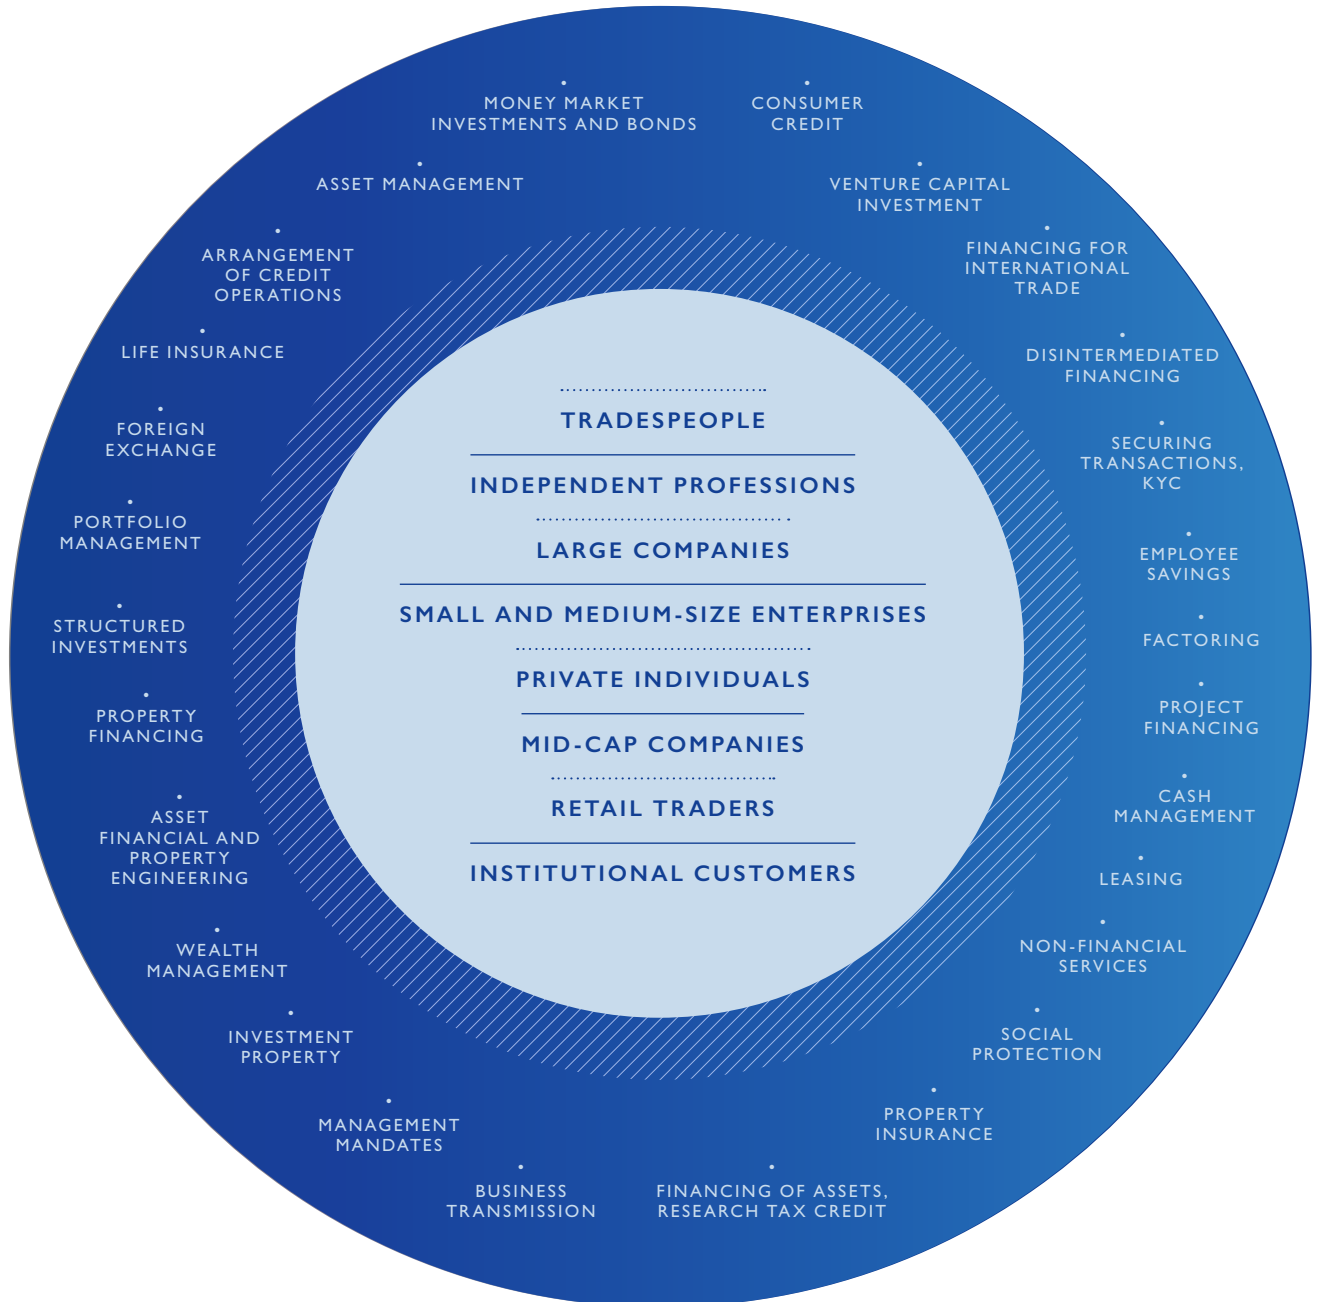 MONEY MARKET
INVESTMENTS AND BONDS
CONSUMER
CREDIT
ASSET MANAGEMENT
VENTURE CAPITAL
INVESTMENT
ARRANGEMENT
OF CREDIT
OPERATIONS
FINANCING FOR
INTERNATIONAL
TRADE
LIFE INSURANCE
DISINTERMEDIATED
FINANCING
FOREIGN
EXCHANGE
SECURING
TRANSACTIONS,
KYC
PORTFOLIO
MANAGEMENT
EMPLOYEE
SAVINGS
STRUCTURED
INVESTMENTS
FACTORING
PROPERTY
FINANCING
PROJECT
FINANCING
ASSET
FINANCIAL AND
PROPERTY
ENGINEERING
CASH
MANAGEMENT
LEASING
WEALTH
MANAGEMENT
NON-FINANCIAL
SERVICES
INVESTMENT
PROPERTY
SOCIAL
PROTECTION
MANAGEMENT
MANDATES
PROPERTY
INSURANCE
BUSINESS
TRANSMISSION
FINANCING OF ASSETS,
RESEARCH TAX CREDIT
TRADESPEOPLE
INDEPENDENT PROFESSIONS
LARGE COMPANIES
SMALL AND MEDIUM-SIZE ENTERPRISES
PRIVATE INDIVIDUALS
MID-CAP COMPANIES
RETAIL TRADERS
INSTITUTIONAL CUSTOMERS